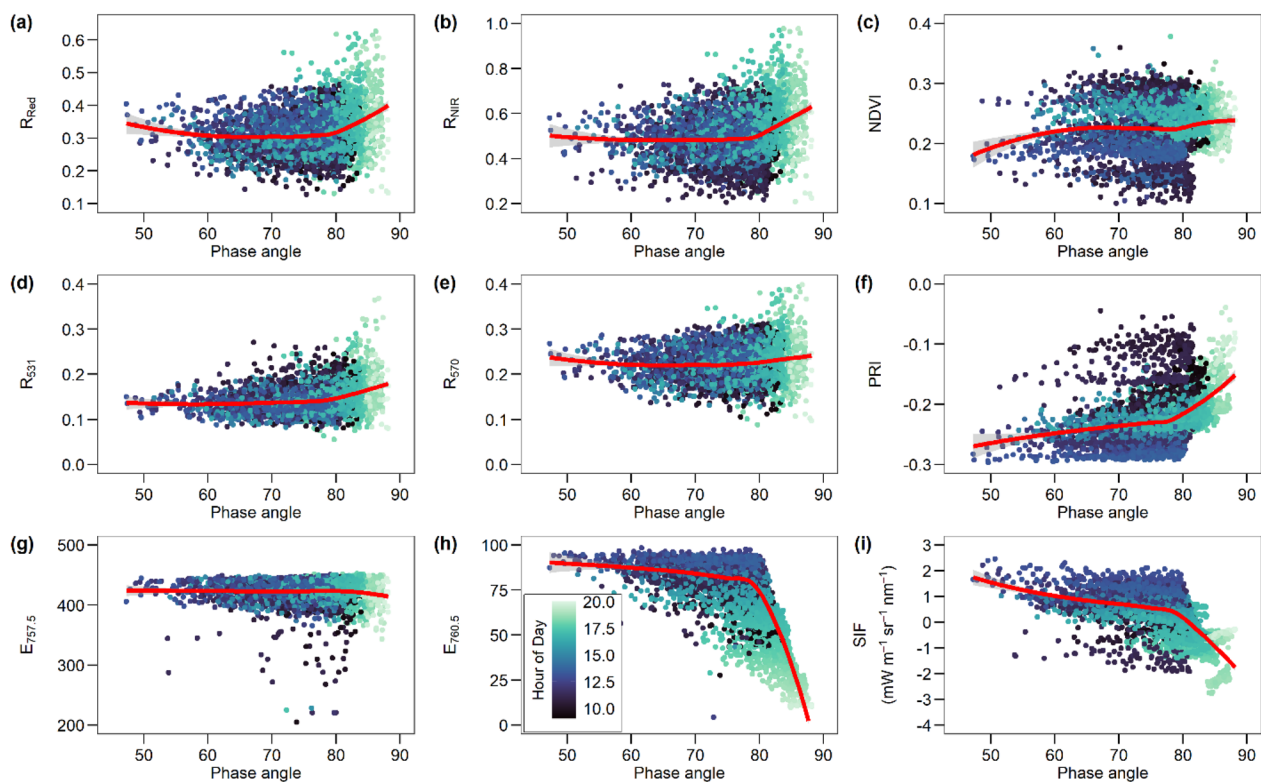 (a)
0.6
0.5
0.4
0.3
0.2
0.1
R_Red
50 60 70 80 90
Phase angle
(b)
1.0
0.8
0.6
0.4
0.2
R_NIR
50 60 70 80 90
Phase angle
(c)
0.4
0.3
0.2
0.1
NDVI
50 60 70 80 90
Phase angle
(d)
0.4
0.3
0.2
0.1
0.0
R_531
50 60 70 80 90
Phase angle
(e)
0.4
0.3
0.2
0.1
0.0
R_570
50 60 70 80 90
Phase angle
(f)
-0.0
-0.1
-0.2
-0.3
PRI
50 60 70 80 90
Phase angle
(g)
500
400
300
200
E_757.5
50 60 70 80 90
Phase angle
(h)
100
75
50
25
0
E_760.5
Hour of Day
20.0
17.5
15.0
12.5
10.0
50 60 70 80 90
Phase angle
(i)
3
2
1
0
-1
-2
-3
-4
SIF
(mW m⁻¹ sr⁻¹ nm⁻¹)
50 60 70 80 90
Phase angle